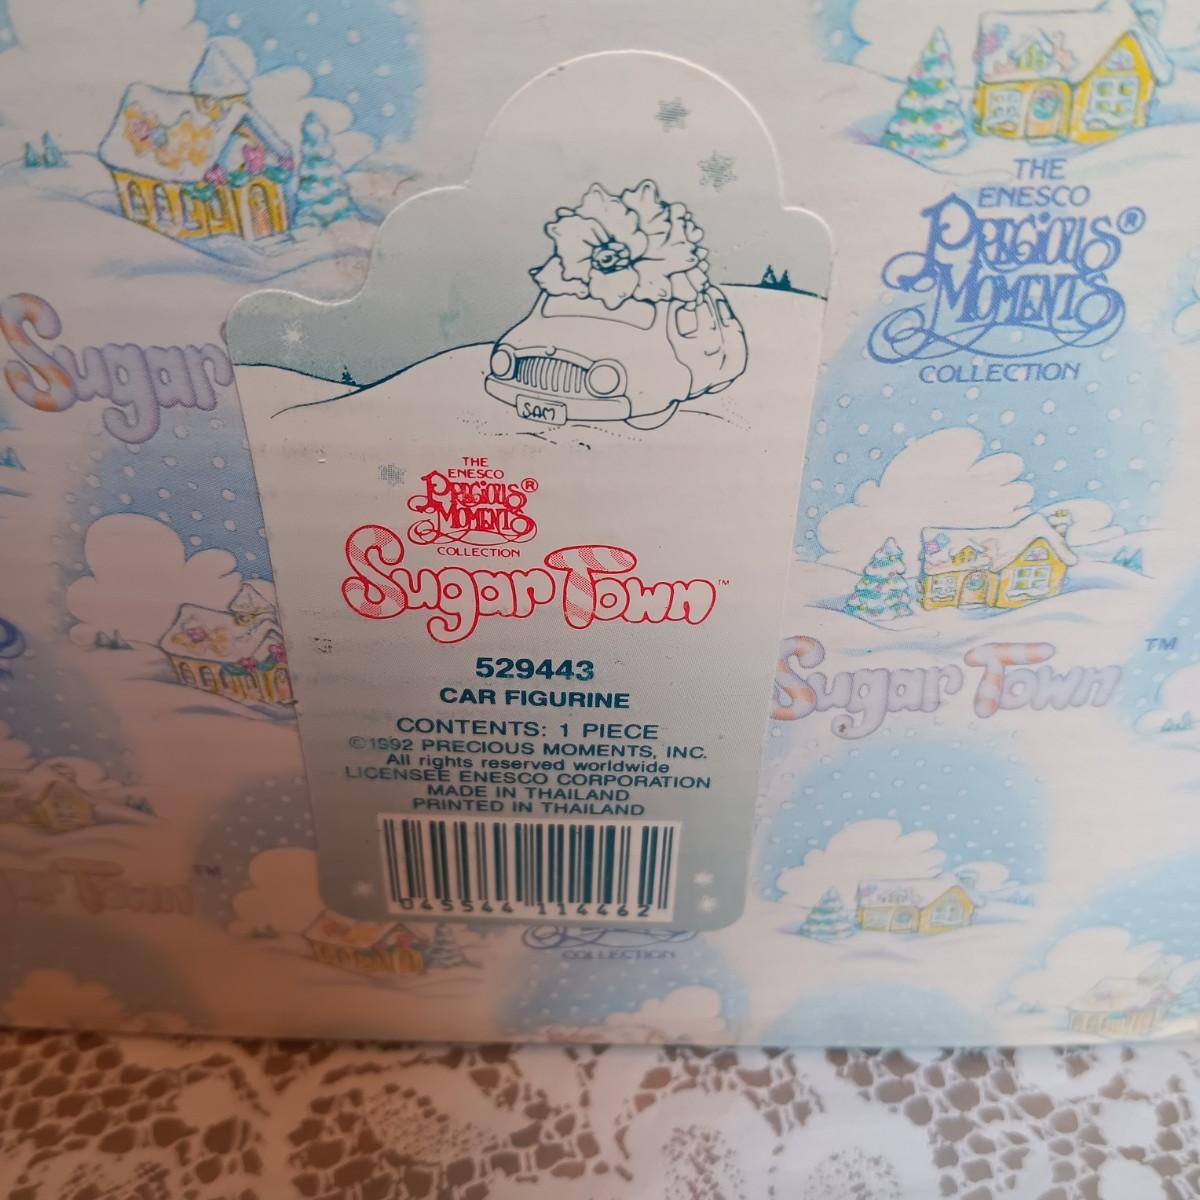 THE
ENESCO
PRECIOUS®
MOMENTS
COLLECTION
Sugar
SAM
THE
ENESCO
PRECIOUS®
MOMENTS
COLLECTION
Sugar Town™
529443
CAR FIGURINE
CONTENTS: 1 PIECE
©1992 PRECIOUS MOMENTS, INC.
All rights reserved worldwide
LICENSEE ENESCO CORPORATION
MADE IN THAILAND
PRINTED IN THAILAND
0 45544 11446 2
Sugar Town™
Town™
COLLECTION